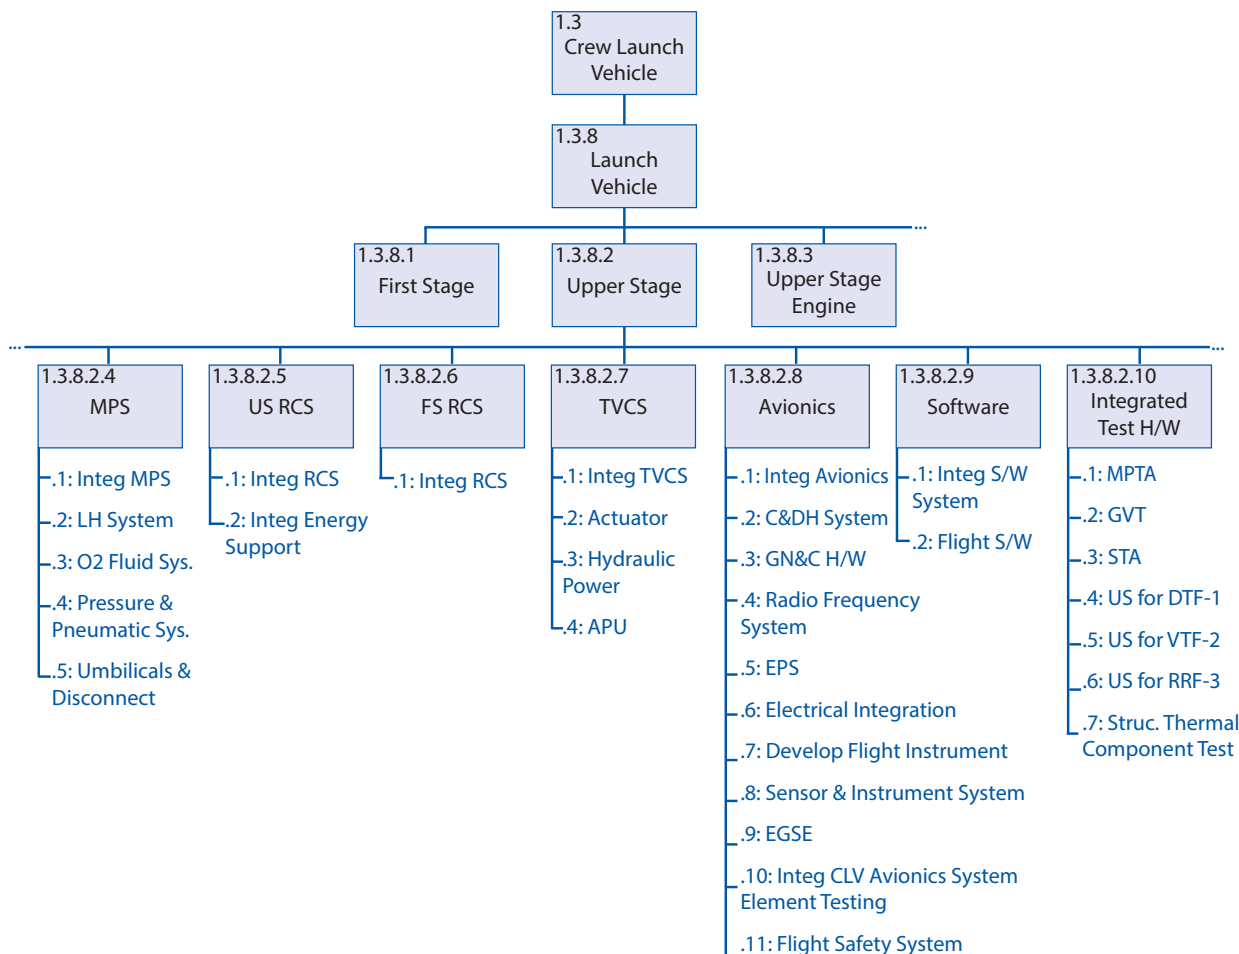 1.3
Crew Launch
Vehicle
1.3.8
Launch
Vehicle
...
1.3.8.1
First Stage
1.3.8.2
Upper Stage
1.3.8.3
Upper Stage
Engine
...
...
1.3.8.2.4
MPS
.1: Integ MPS
.2: LH System
.3: O2 Fluid Sys.
.4: Pressure &
Pneumatic Sys.
.5: Umbilicals &
Disconnect
1.3.8.2.5
US RCS
.1: Integ RCS
.2: Integ Energy
Support
1.3.8.2.6
FS RCS
.1: Integ RCS
1.3.8.2.7
TVCS
.1: Integ TVCS
.2: Actuator
.3: Hydraulic
Power
.4: APU
1.3.8.2.8
Avionics
.1: Integ Avionics
.2: C&DH System
.3: GN&C H/W
.4: Radio Frequency
System
.5: EPS
.6: Electrical Integration
.7: Develop Flight Instrument
.8: Sensor & Instrument System
.9: EGSE
.10: Integ CLV Avionics System
Element Testing
.11: Flight Safety System
1.3.8.2.9
Software
.1: Integ S/W
System
.2: Flight S/W
1.3.8.2.10
Integrated
Test H/W
.1: MPTA
.2: GVT
.3: STA
.4: US for DTF-1
.5: US for VTF-2
.6: US for RRF-3
.7: Struc. Thermal
Component Test